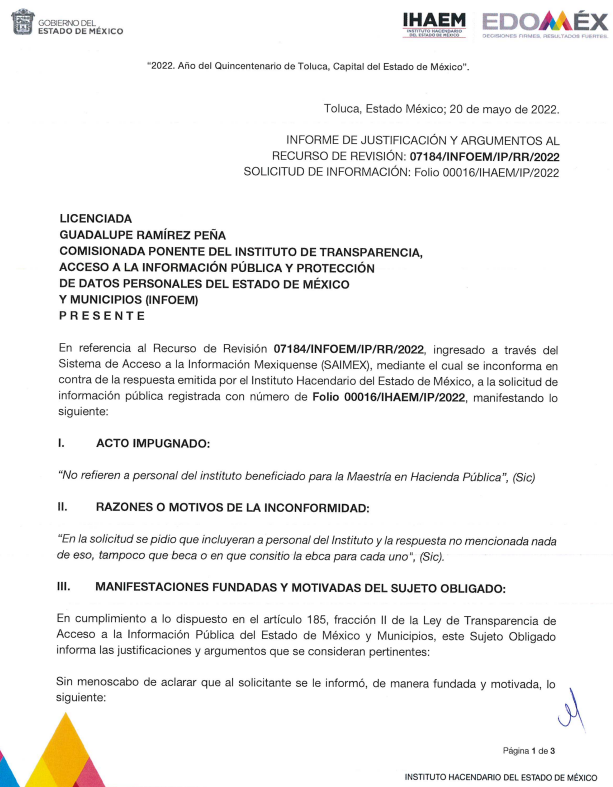 GOBIERNO DEL
ESTADO DE MÉXICO
IHAEM
INSTITUTO HACENDARIO
DEL ESTADO DE MÉXICO
EDOMÉX
DECISIONES FIRMES, RESULTADOS FUERTES.
“2022. Año del Quincentenario de Toluca, Capital del Estado de México”.
Toluca, Estado México; 20 de mayo de 2022.
INFORME DE JUSTIFICACIÓN Y ARGUMENTOS AL
RECURSO DE REVISIÓN: 07184/INFOEM/IP/RR/2022
SOLICITUD DE INFORMACIÓN: Folio 00016/IHAEM/IP/2022
LICENCIADA
GUADALUPE RAMÍREZ PEÑA
COMISIONADA PONENTE DEL INSTITUTO DE TRANSPARENCIA,
ACCESO A LA INFORMACIÓN PÚBLICA Y PROTECCIÓN
DE DATOS PERSONALES DEL ESTADO DE MÉXICO
Y MUNICIPIOS (INFOEM)
P R E S E N T E
En referencia al Recurso de Revisión 07184/INFOEM/IP/RR/2022, ingresado a través del
Sistema de Acceso a la Información Mexiquense (SAIMEX), mediante el cual se inconforma en
contra de la respuesta emitida por el Instituto Hacendario del Estado de México, a la solicitud de
información pública registrada con número de Folio 00016/IHAEM/IP/2022, manifestando lo
siguiente:
I. ACTO IMPUGNADO:
“No refieren a personal del instituto beneficiado para la Maestría en Hacienda Pública”, (Sic)
II. RAZONES O MOTIVOS DE LA INCONFORMIDAD:
“En la solicitud se pidio que incluyeran a personal del Instituto y la respuesta no mencionada nada
de eso, tampoco que beca o en que consitio la ebca para cada uno", (Sic).
III. MANIFESTACIONES FUNDADAS Y MOTIVADAS DEL SUJETO OBLIGADO:
En cumplimiento a lo dispuesto en el artículo 185, fracción II de la Ley de Transparencia de
Acceso a la Información Pública del Estado de México y Municipios, este Sujeto Obligado
informa las justificaciones y argumentos que se consideran pertinentes:
Sin menoscabo de aclarar que al solicitante se le informó, de manera fundada y motivada, lo
siguiente:
Página 1 de 3
INSTITUTO HACENDARIO DEL ESTADO DE MÉXICO